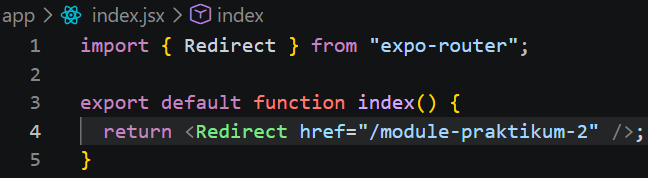 app > index.jsx > index
1 import { Redirect } from "expo-router";
2
3 export default function index() {
4   return <Redirect href="/module-praktikum-2" />;
5 }